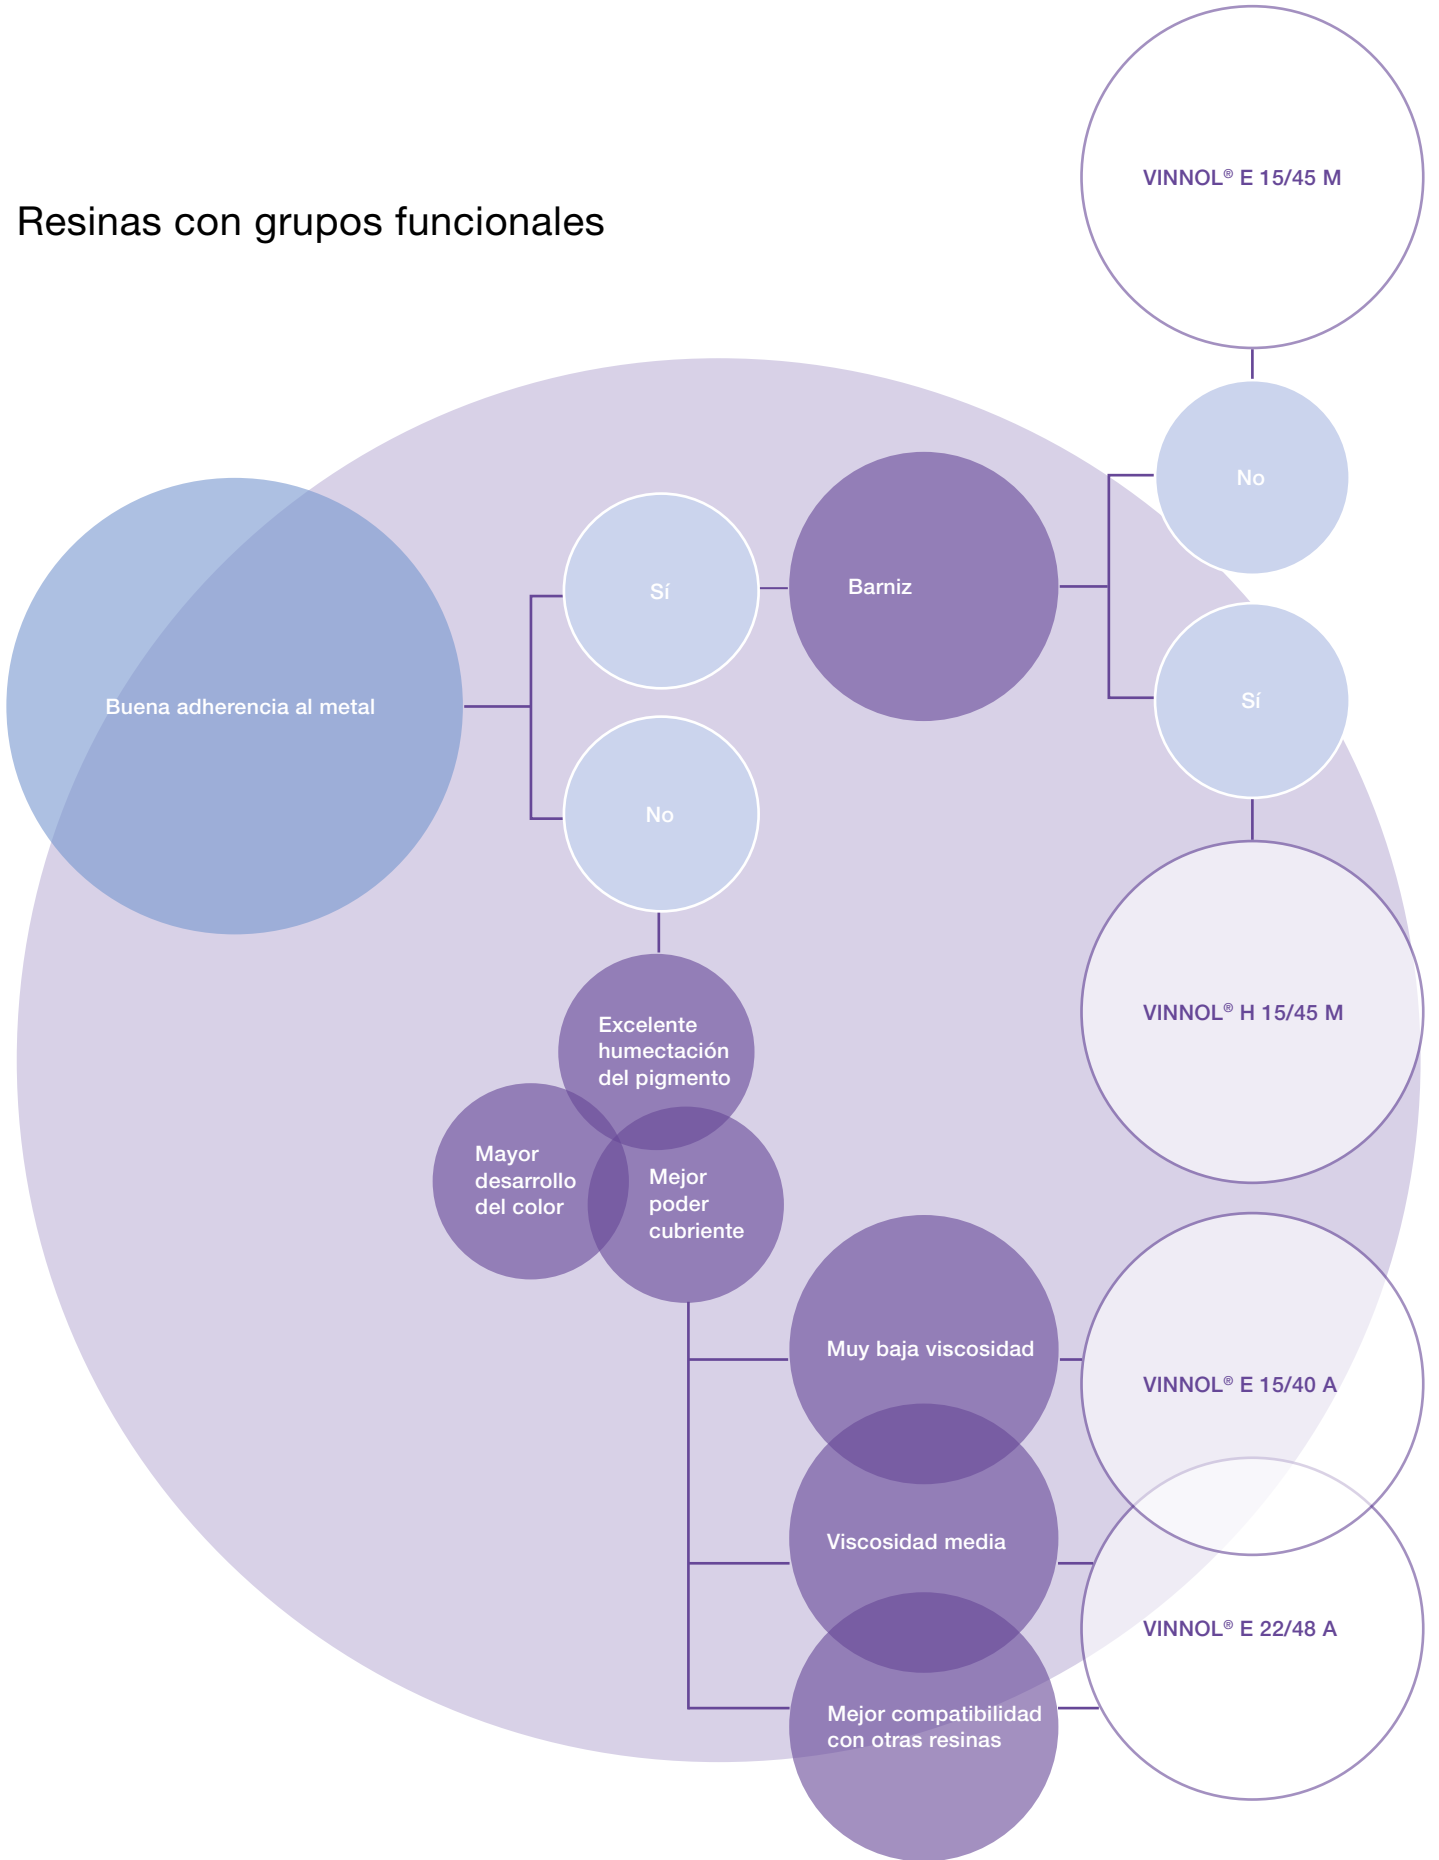 VINNOL® E 15/45 M
Resinas con grupos funcionales
No
Sí
Barniz
Buena adherencia al metal
Sí
No
VINNOL® H 15/45 M
Excelente
humectación
del pigmento
Mayor
desarrollo
del color
Mejor
poder
cubriente
Muy baja viscosidad
VINNOL® E 15/40 A
Viscosidad media
VINNOL® E 22/48 A
Mejor compatibilidad
con otras resinas